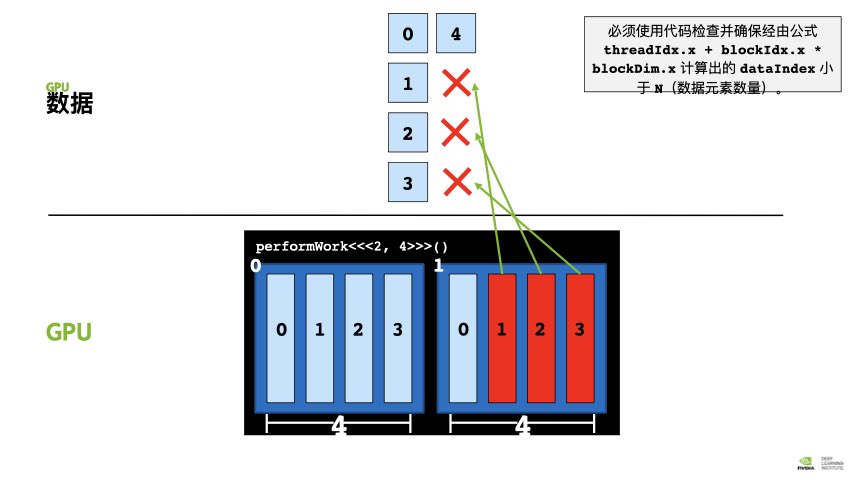 0 4
必须使用代码检查并确保经由公式
threadIdx.x + blockIdx.x *
blockDim.x 计算出的 dataIndex 小
于 N（数据元素数量）。
1
GPU
数据
2
3
performWork<<<2, 4>>>()
0 1
0 1 2 3 0 1 2 3
GPU
4 4
NVIDIA
DEEP
LEARNING
INSTITUTE